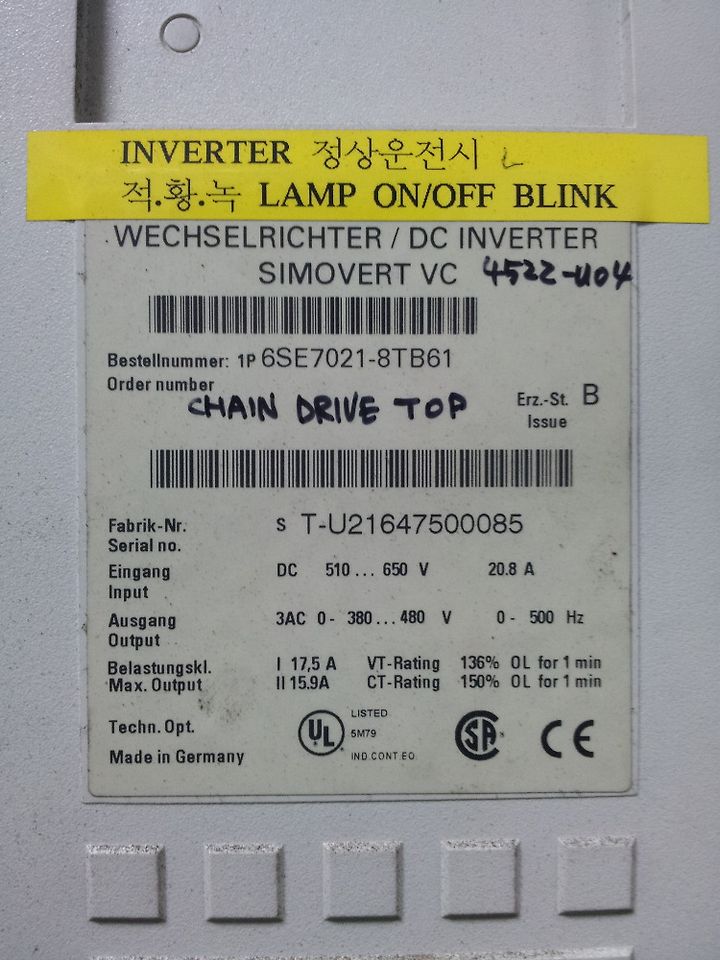 INVERTER 정상운전시
적.황.녹 LAMP ON/OFF BLINK
WECHSELRICHTER / DC INVERTER
SIMOVERT VC 4522-U04
Bestellnummer: 1P 6SE7021-8TB61
Order number
CHAIN DRIVE TOP
Erz.-St. B
Issue
Fabrik-Nr. S T-U21647500085
Serial no.
Eingang DC 510 ... 650 V 20.8 A
Input
Ausgang 3AC 0- 380...480 V 0- 500 Hz
Output
Belastungskl. I 17,5 A VT-Rating 136% OL for 1 min
Max. Output II 15.9A CT-Rating 150% OL for 1 min
Techn. Opt.
UL LISTED
5M79
IND.CONT.EQ.
SA CE
Made in Germany